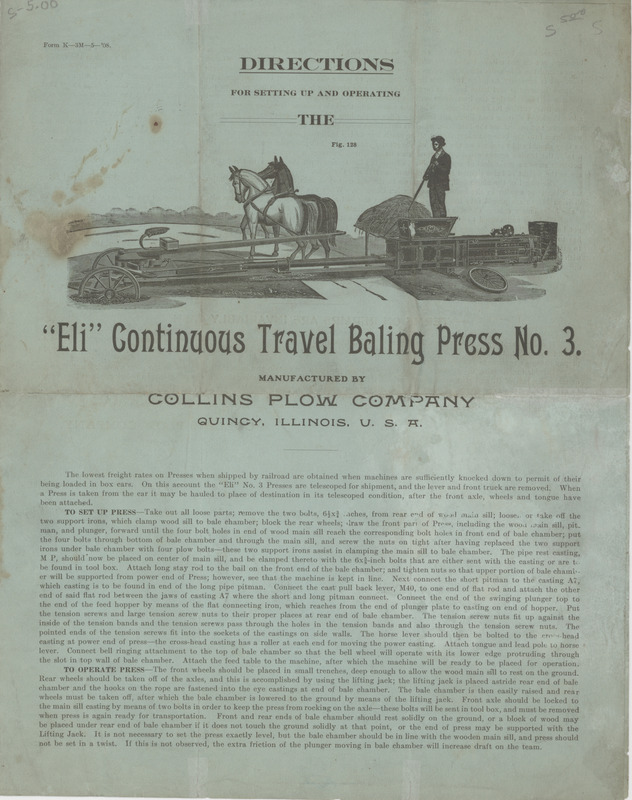 S-5.00
S 5
Form K—3M—5—'09.
DIRECTIONS
FOR SETTING UP AND OPERATING
THE
Fig. 128
"Eli" Continuous Travel Baling Press No. 3.
MANUFACTURED BY
COLLINS PLOW COMPANY
QUINCY, ILLINOIS, U. S. A.
The lowest freight rates on Presses when shipped by railroad are obtained when machines are sufficiently knocked down to permit of their
being loaded in box cars. On this account the "Eli" No. 3 Presses are telescoped for shipment, and the lever and front truck are removed. When
a Press is taken from the car it may be hauled to place of destination in its telescoped condition, after the front axle, wheels and tongue have
been attached.
TO SET UP PRESS—Take out all loose parts; remove the two bolts, from rear end of wood main sill; loosen or take off the
two support irons, which clamp wood sill to bale chamber; block the rear wheels; draw the front part of Press, including the wood main sill, pit-
man, and plunger, forward until the four bolt holes in end of wood main sill reach the corresponding bolt holes in front end of bale chamber; put
the four bolts through bottom of bale chamber and through the main sill, and screw the nuts on tight after having replaced the two support
irons under bale chamber with four plow bolts—these two support irons assist in clamping the main sill to bale chamber. The pipe rest casting,
M P, should now be placed on center of main sill, and be clamped thereto with the bolts that are either sent with the casting or are t-
be found in tool box. Attach long stay rod to the bail on the front end of the bale chamber; and tighten nuts so that upper portion of bale chamb-
er will be supported from power end of Press; however, see that the machine is kept in line. Next connect the short pitman to the casting A7,
which casting is to be found in end of the long pipe pitman. Connect the cast pull back lever, M40, to one end of flat rod and attach the other
end of said flat rod between the jaws of casting A7 where the short and long pitman connect. Connect the end of the swinging plunger top to
the end of the feed hopper by means of the flat connecting iron, which reaches from the end of plunger plate to casting on end of hopper. Put
the tension screws and large tension screw nuts to their proper places at rear end of bale chamber. The tension screw nuts fit up against the
inside of the tension bands and the tension screws pass through the holes in the tension bands and also through the tension screw nuts. The
pointed ends of the tension screws fit into the sockets of the castings on side walls. The horse lever should then be bolted to the cross-head
casting at power end of press—the cross-head casting has a roller at each end for moving the power casting. Attach tongue and lead pole to horse
lever. Connect bell ringing attachment to the top of bale chamber so that the bell wheel will operate with its lower edge protruding through
the slot in top wall of bale chamber. Attach the feed table to the machine, after which the machine will be ready to be placed for operation.
TO OPERATE PRESS—The front wheels should be placed in small trenches, deep enough to allow the wood main sill to rest on the ground.
Rear wheels should be taken off of the axles, and this is accomplished by using the lifting jack; the lifting jack is placed astride rear end of bale
chamber and the hooks on the rope are fastened into the eye castings at end of bale chamber. The bale chamber is then easily raised and rear
wheels must be taken off, after which the bale chamber is lowered to the ground by means of the lifting jack. Front axle should be locked to
the main sill casting by means of two bolts in order to keep the press from rocking on the axle—these bolts will be sent in tool box, and must be removed
when press is again ready for transportation. Front and rear ends of bale chamber should rest solidly on the ground, or a block of wood may
be placed under rear end of bale chamber if it does not touch the ground solidly at that point, or the end of press may be supported with the
Lifting Jack. It is not necessary to set the press exactly level, but the bale chamber should be in line with the wooden main sill, and press should
not be set in a twist. If this is not observed, the extra friction of the plunger moving in bale chamber will increase draft on the team.